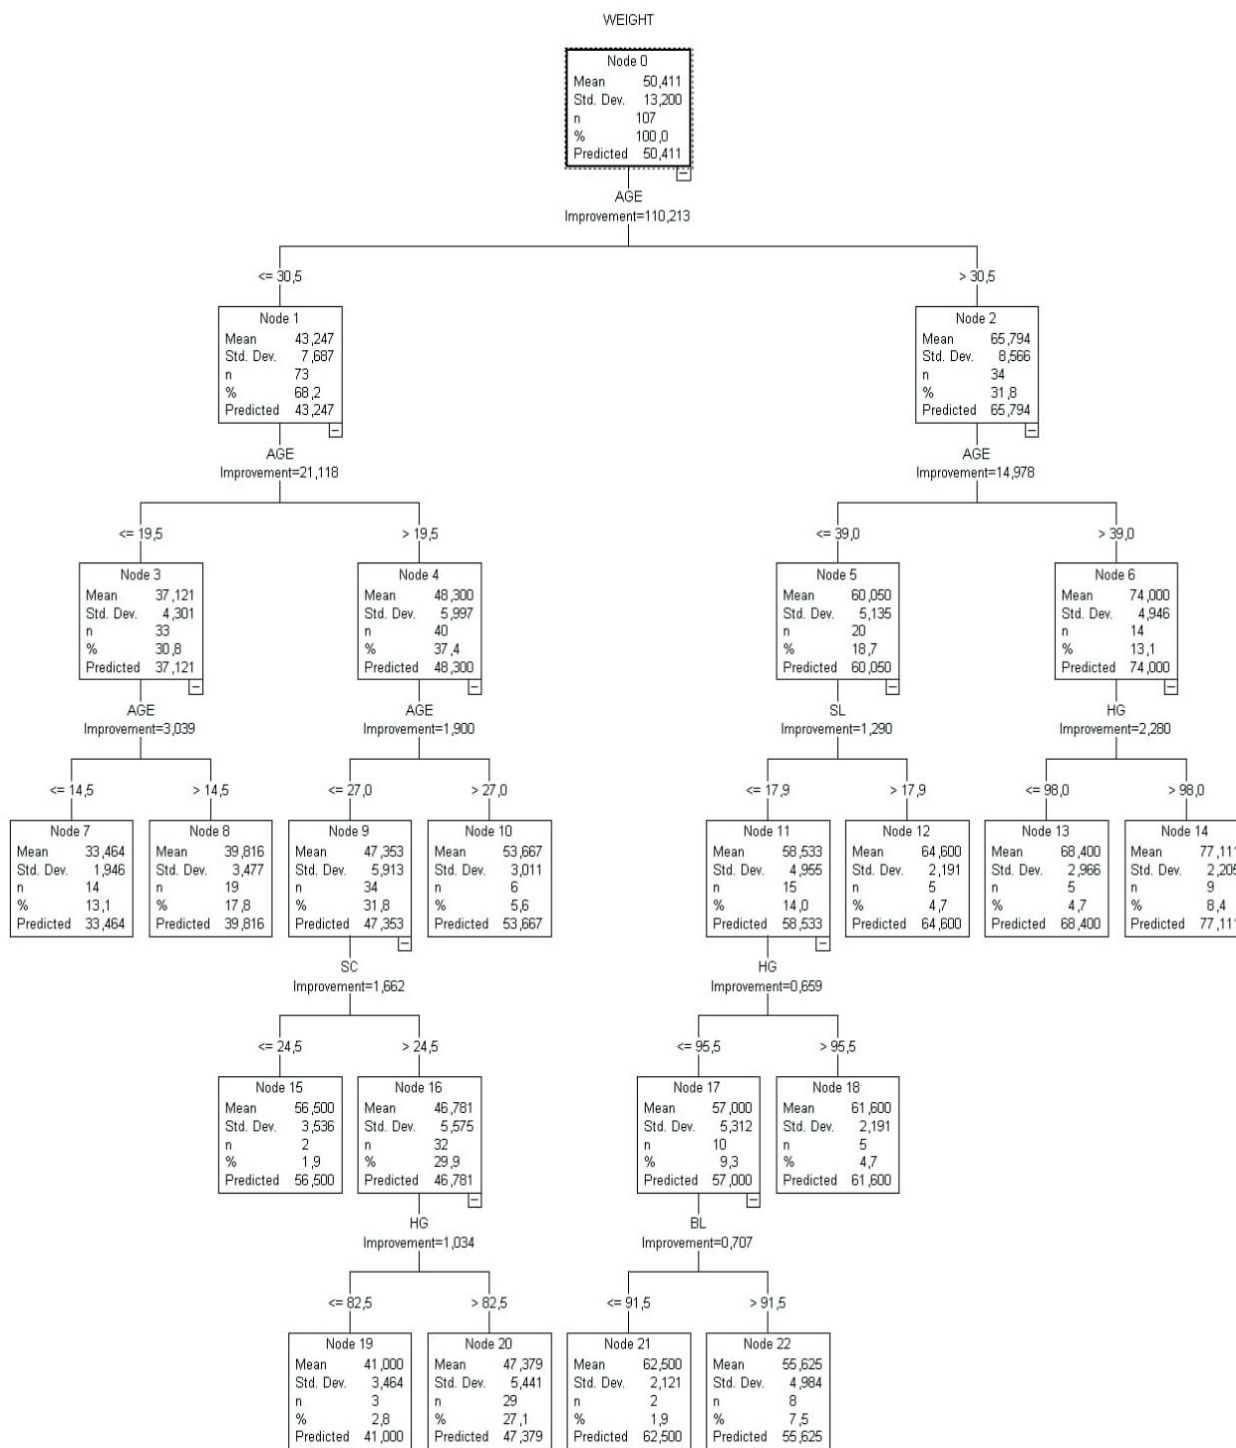 WEIGHT
Node 0
Mean 50,411
Std. Dev. 13,200
n 107
% 100,0
Predicted 50,411
AGE
Improvement=110,213
<= 30,5
> 30,5
Node 1
Mean 43,247
Std. Dev. 7,687
n 73
% 68,2
Predicted 43,247
Node 2
Mean 65,794
Std. Dev. 8,566
n 34
% 31,8
Predicted 65,794
AGE
Improvement=21,118
AGE
Improvement=14,978
<= 19,5
> 19,5
<= 39,0
> 39,0
Node 3
Mean 37,121
Std. Dev. 4,301
n 33
% 30,8
Predicted 37,121
Node 4
Mean 48,300
Std. Dev. 5,997
n 40
% 37,4
Predicted 48,300
Node 5
Mean 60,050
Std. Dev. 5,135
n 20
% 18,7
Predicted 60,050
Node 6
Mean 74,000
Std. Dev. 4,946
n 14
% 13,1
Predicted 74,000
AGE
Improvement=3,039
AGE
Improvement=1,900
SL
Improvement=1,290
HG
Improvement=2,280
<= 14,5
> 14,5
<= 27,0
> 27,0
<= 17,9
> 17,9
<= 98,0
> 98,0
Node 7
Mean 33,464
Std. Dev. 1,946
n 14
% 13,1
Predicted 33,464
Node 8
Mean 39,816
Std. Dev. 3,477
n 19
% 17,8
Predicted 39,816
Node 9
Mean 47,353
Std. Dev. 5,913
n 34
% 31,8
Predicted 47,353
Node 10
Mean 53,667
Std. Dev. 3,011
n 6
% 5,6
Predicted 53,667
Node 11
Mean 58,533
Std. Dev. 4,955
n 15
% 14,0
Predicted 58,533
Node 12
Mean 64,600
Std. Dev. 2,191
n 5
% 4,7
Predicted 64,600
Node 13
Mean 68,400
Std. Dev. 2,966
n 5
% 4,7
Predicted 68,400
Node 14
Mean 77,111
Std. Dev. 2,205
n 9
% 8,4
Predicted 77,111
SC
Improvement=1,662
HG
Improvement=0,659
<= 24,5
> 24,5
<= 95,5
> 95,5
Node 15
Mean 56,500
Std. Dev. 3,536
n 2
% 1,9
Predicted 56,500
Node 16
Mean 46,781
Std. Dev. 5,575
n 32
% 29,9
Predicted 46,781
Node 17
Mean 57,000
Std. Dev. 5,312
n 10
% 9,3
Predicted 57,000
Node 18
Mean 61,600
Std. Dev. 2,191
n 5
% 4,7
Predicted 61,600
HG
Improvement=1,034
BL
Improvement=0,707
<= 82,5
> 82,5
<= 91,5
> 91,5
Node 19
Mean 41,000
Std. Dev. 3,464
n 3
% 2,8
Predicted 41,000
Node 20
Mean 47,379
Std. Dev. 5,441
n 29
% 27,1
Predicted 47,379
Node 21
Mean 62,500
Std. Dev. 2,121
n 2
% 1,9
Predicted 62,500
Node 22
Mean 55,625
Std. Dev. 4,984
n 8
% 7,5
Predicted 55,625